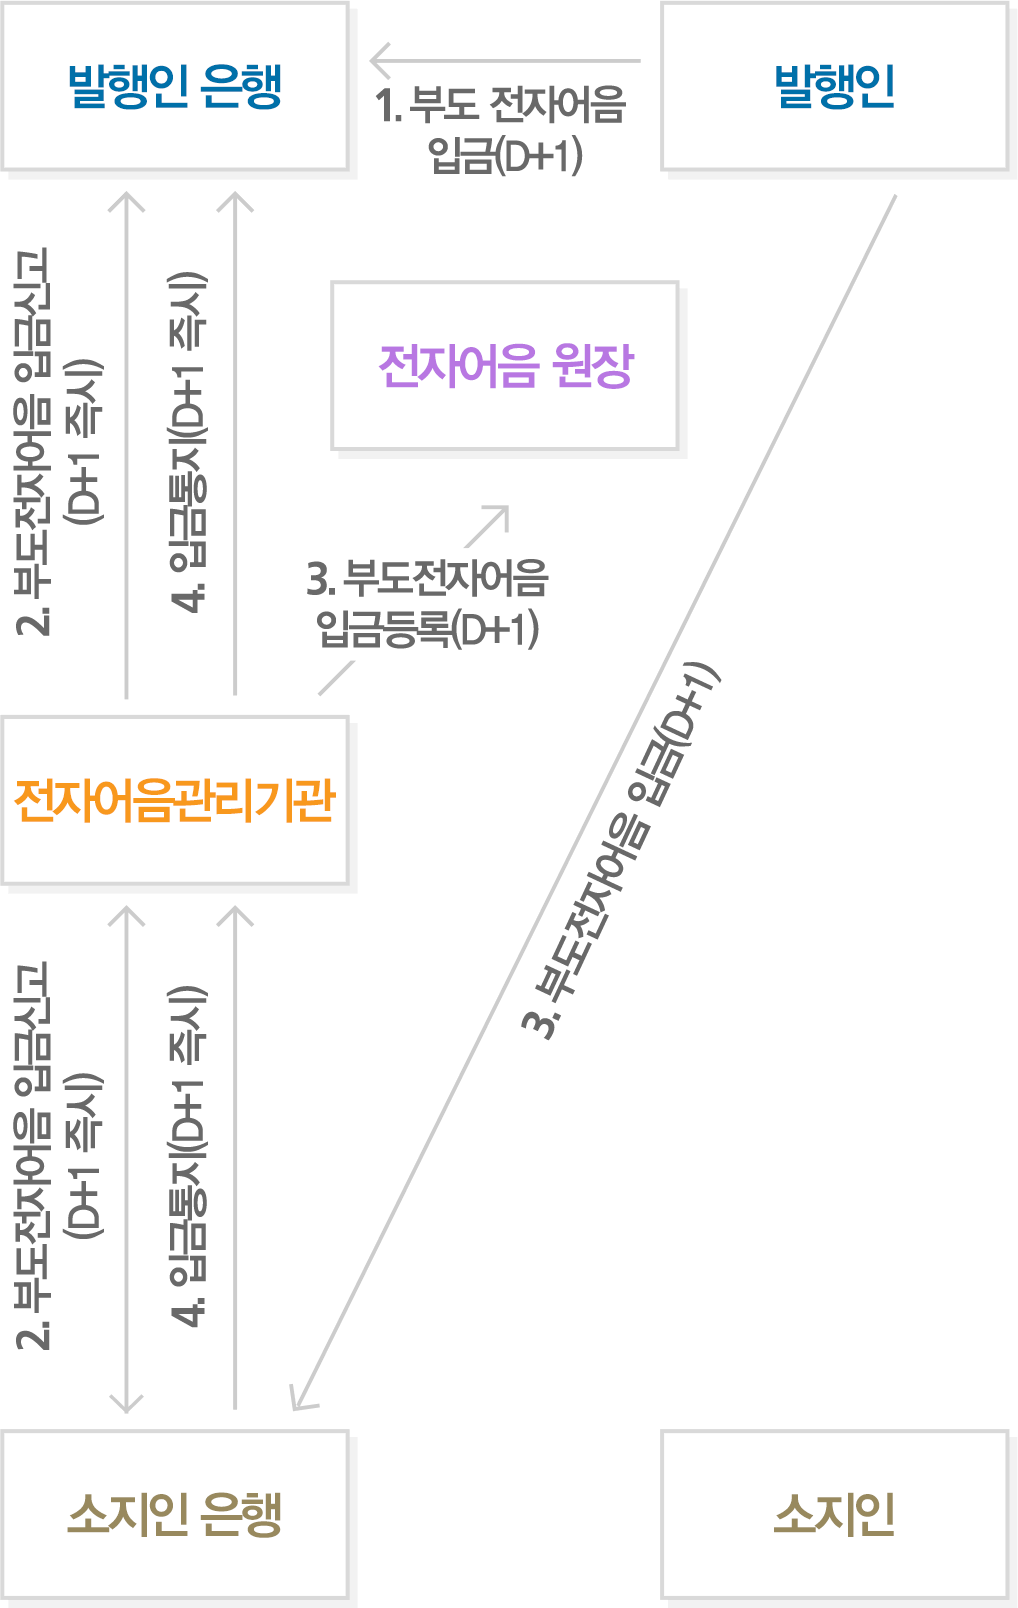 발행인 은행
발행인
1. 부도 전자어음
입금(D+1)
2. 부도전자어음 입금신고
(D+1 즉시)
4. 입금통지(D+1 즉시)
전자어음 원장
3. 부도전자어음
입금등록(D+1)
전자어음관리기관
3. 부도전자어음 입금(D+1)
2. 부도전자어음 입금신고
(D+1 즉시)
4. 입금통지(D+1 즉시)
소지인 은행
소지인